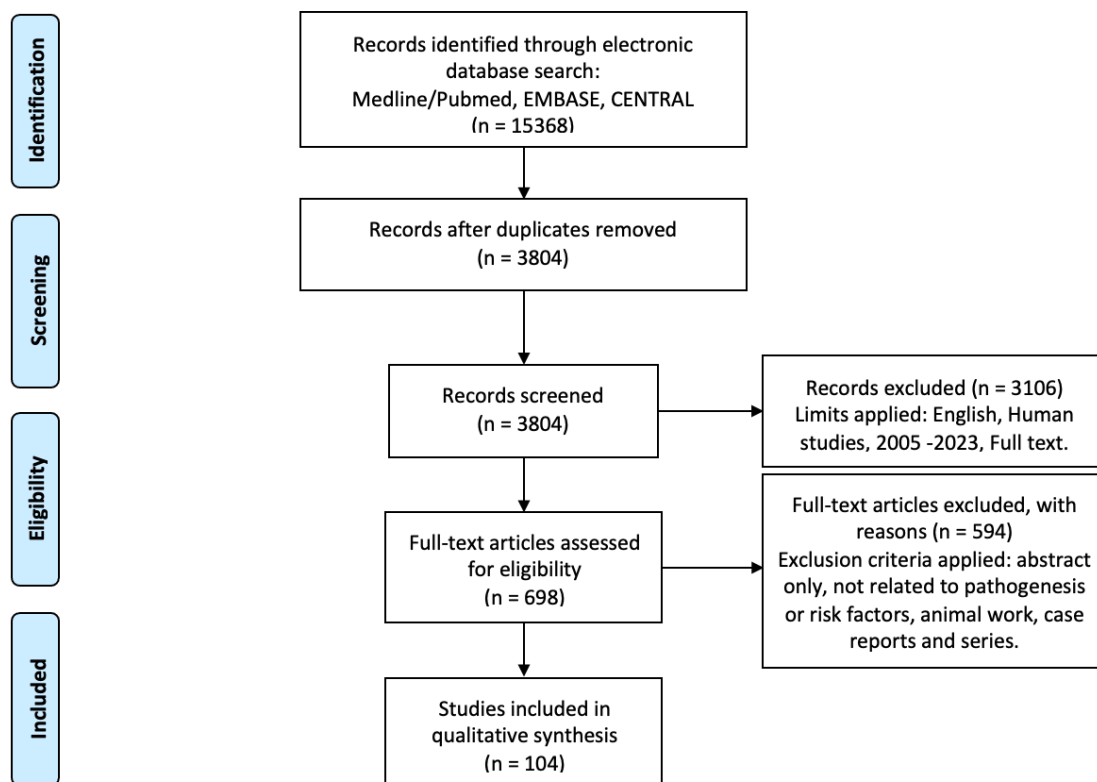 Identification
Records identified through electronic
database search:
Medline/Pubmed, EMBASE, CENTRAL
(n = 15368)
Screening
Records after duplicates removed
(n = 3804)
Records screened
(n = 3804)
Records excluded (n = 3106)
Limits applied: English, Human
studies, 2005 -2023, Full text.
Eligibility
Full-text articles assessed
for eligibility
(n = 698)
Full-text articles excluded, with
reasons (n = 594)
Exclusion criteria applied: abstract
only, not related to pathogenesis
or risk factors, animal work, case
reports and series.
Included
Studies included in
qualitative synthesis
(n = 104)